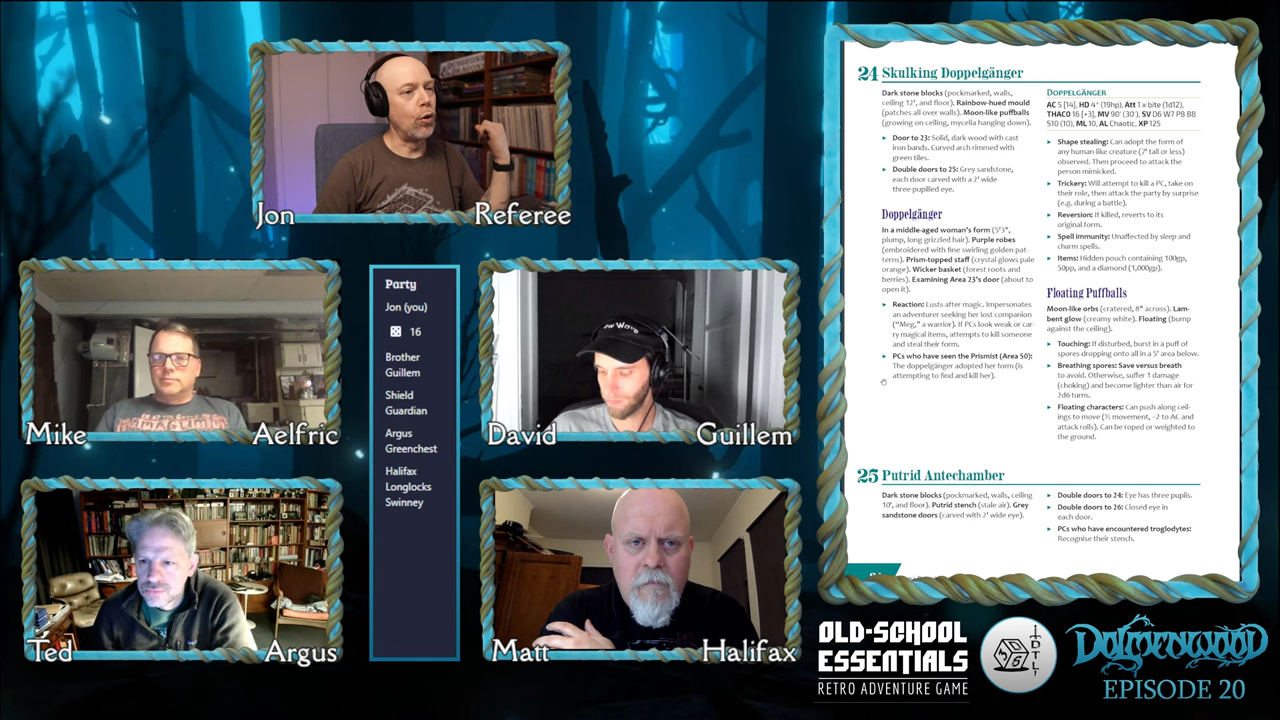 Jon
Referee
Mike
Aelfric
David
Guillem
Ted
Argus
Matt
Halifax
Party
Jon (you)
16
Brother
Guillem
Shield
Guardian
Argus
Greenchest
Halifax
Longlocks
Swinney
24 Skulking Doppelgänger
Dark stone blocks (pockmarked, walls,
ceiling 12', and floor). Rainbow-hued mould
(patches all over walls). Moon-like puffballs
(growing on ceiling, mycelia hanging down).
Door to 23: Solid, dark wood with cast
iron bands. Curved arch rimmed with
green tiles.
Double doors to 25: Grey sandstone,
each door carved with a 2' wide
three-pupilled eye.
Doppelgänger
In a middle-aged woman's form (5'3",
plump, long grizzled hair). Purple robes
(embroidered with fine swirling golden pat-
terns). Prism-topped staff (crystal glows pale
orange). Wicker basket (forest roots and
berries). Examining Area 23's door (about to
open it).
Reaction: Lusts after magic. Impersonates
an adventurer seeking her lost companion
("Meg," a warrior). If PCs look weak or car-
ry magical items, attempts to kill someone
and steal their form.
PCs who have seen the Prismist (Area 50):
The doppelgänger adopted her form (is
attempting to find and kill her).
Doppelgänger
AC 5 [14], HD 4* (19hp), Att 1 x bite (1d12),
THAC0 16 [+3], MV 90' (30'), SV D6 W7 P8 B8
S10 (10), ML 10, AL Chaotic, XP 125
Shape stealing: Can adopt the form of
any human-like creature (7' tall or less)
observed. Then proceed to attack the
person mimicked.
Trickery: Will attempt to kill a PC, take on
their role, then attack the party by surprise
(e.g. during a battle).
Reversion: If killed, reverts to its
original form.
Spell immunity: Unaffected by sleep and
charm spells.
Items: Hidden pouch containing 100gp,
50pp, and a diamond (1,000gp).
Floating Puffballs
Moon-like orbs (cratered, 8" across). Lam-
bent glow (creamy white). Floating (bump
against the ceiling).
Touching: If disturbed, burst in a puff of
spores dropping onto all in a 5' area below.
Breathing spores: Save versus breath
to avoid. Otherwise, suffer 1 damage
(choking) and become lighter than air for
2d6 turns.
Floating characters: Can push along ceil-
ings to move (½ movement, –2 to AC and
attack rolls). Can be roped or weighted to
the ground.
25 Putrid Antechamber
Dark stone blocks (pockmarked, walls, ceiling
10', and floor). Putrid stench (stale air). Grey
sandstone doors (carved with 2' wide eye).
Double doors to 24: Eye has three pupils.
Double doors to 26: Closed eye in
each door.
PCs who have encountered troglodytes:
Recognise their stench.
OLD-SCHOOL
ESSENTIALS
RETRO ADVENTURE GAME
DOLMENWOOD
EPISODE 20